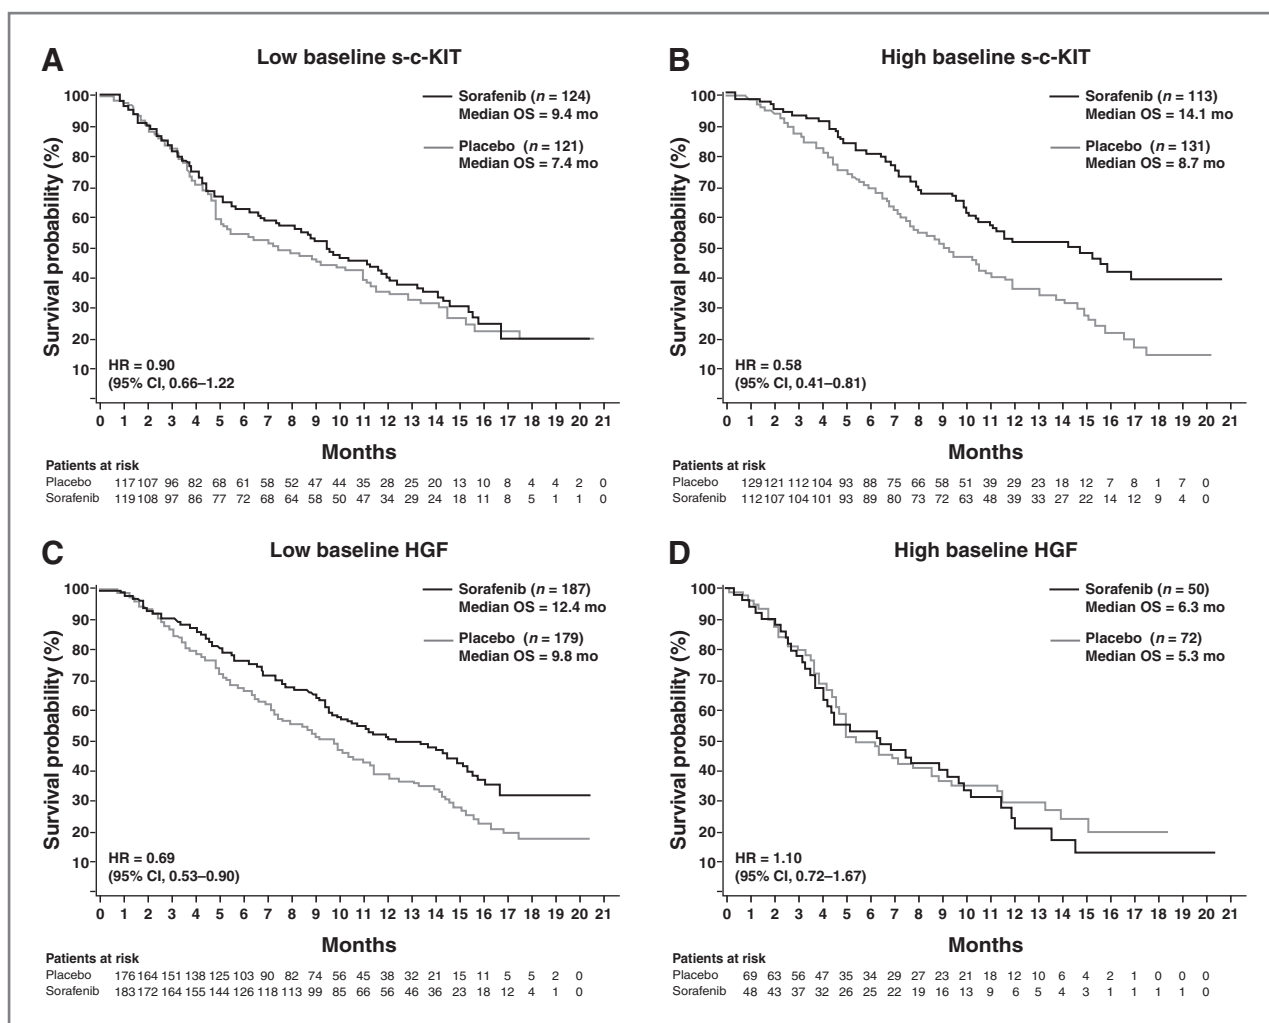 A
Low baseline s-c-KIT
Survival probability (%)
100
90
80
70
60
50
40
30
20
10
Sorafenib (n = 124)
Median OS = 9.4 mo
Placebo (n = 121)
Median OS = 7.4 mo
HR = 0.90
(95% CI, 0.66–1.22
0 1 2 3 4 5 6 7 8 9 10 11 12 13 14 15 16 17 18 19 20 21
Months
Patients at risk
Placebo 117 107 96 82 68 61 58 52 47 44 35 28 25 20 13 10 8 4 4 2 0
Sorafenib 119 108 97 86 77 72 68 64 58 50 47 34 29 24 18 11 8 5 1 1 0
B
High baseline s-c-KIT
Survival probability (%)
100
90
80
70
60
50
40
30
20
10
Sorafenib (n = 113)
Median OS = 14.1 mo
Placebo (n = 131)
Median OS = 8.7 mo
HR = 0.58
(95% CI, 0.41–0.81)
0 1 2 3 4 5 6 7 8 9 10 11 12 13 14 15 16 17 18 19 20 21
Months
Patients at risk
Placebo 129 121 112 104 93 88 75 66 58 51 39 29 23 18 12 7 8 1 7 0
Sorafenib 112 107 104 101 93 89 80 73 72 63 48 39 33 27 22 14 12 9 4 0
C
Low baseline HGF
Survival probability (%)
100
90
80
70
60
50
40
30
20
10
Sorafenib (n = 187)
Median OS = 12.4 mo
Placebo (n = 179)
Median OS = 9.8 mo
HR = 0.69
(95% CI, 0.53–0.90)
0 1 2 3 4 5 6 7 8 9 10 11 12 13 14 15 16 17 18 19 20 21
Months
Patients at risk
Placebo 176 164 151 138 125 103 90 82 74 56 45 38 32 21 15 11 5 5 2 0
Sorafenib 183 172 164 155 144 126 118 113 99 85 66 56 46 36 23 18 12 4 1 0
D
High baseline HGF
Survival probability (%)
100
90
80
70
60
50
40
30
20
10
Sorafenib (n = 50)
Median OS = 6.3 mo
Placebo (n = 72)
Median OS = 5.3 mo
HR = 1.10
(95% CI, 0.72–1.67)
0 1 2 3 4 5 6 7 8 9 10 11 12 13 14 15 16 17 18 19 20 21
Months
Patients at risk
Placebo 69 63 56 47 35 34 29 27 23 21 18 12 10 6 4 2 1 0 0 0
Sorafenib 48 43 37 32 26 25 22 19 16 13 9 6 5 4 3 1 1 1 1 0